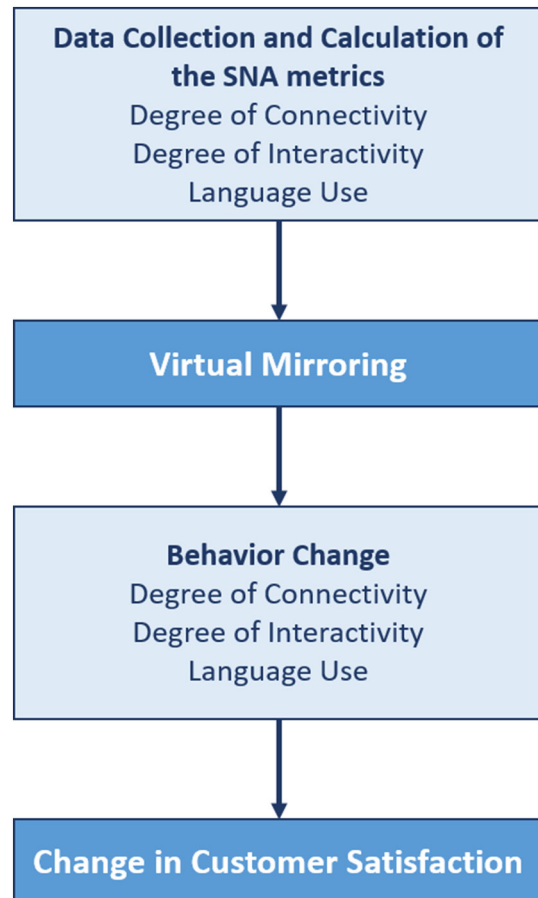 Data Collection and Calculation of
the SNA metrics
Degree of Connectivity
Degree of Interactivity
Language Use
Virtual Mirroring
Behavior Change
Degree of Connectivity
Degree of Interactivity
Language Use
Change in Customer Satisfaction